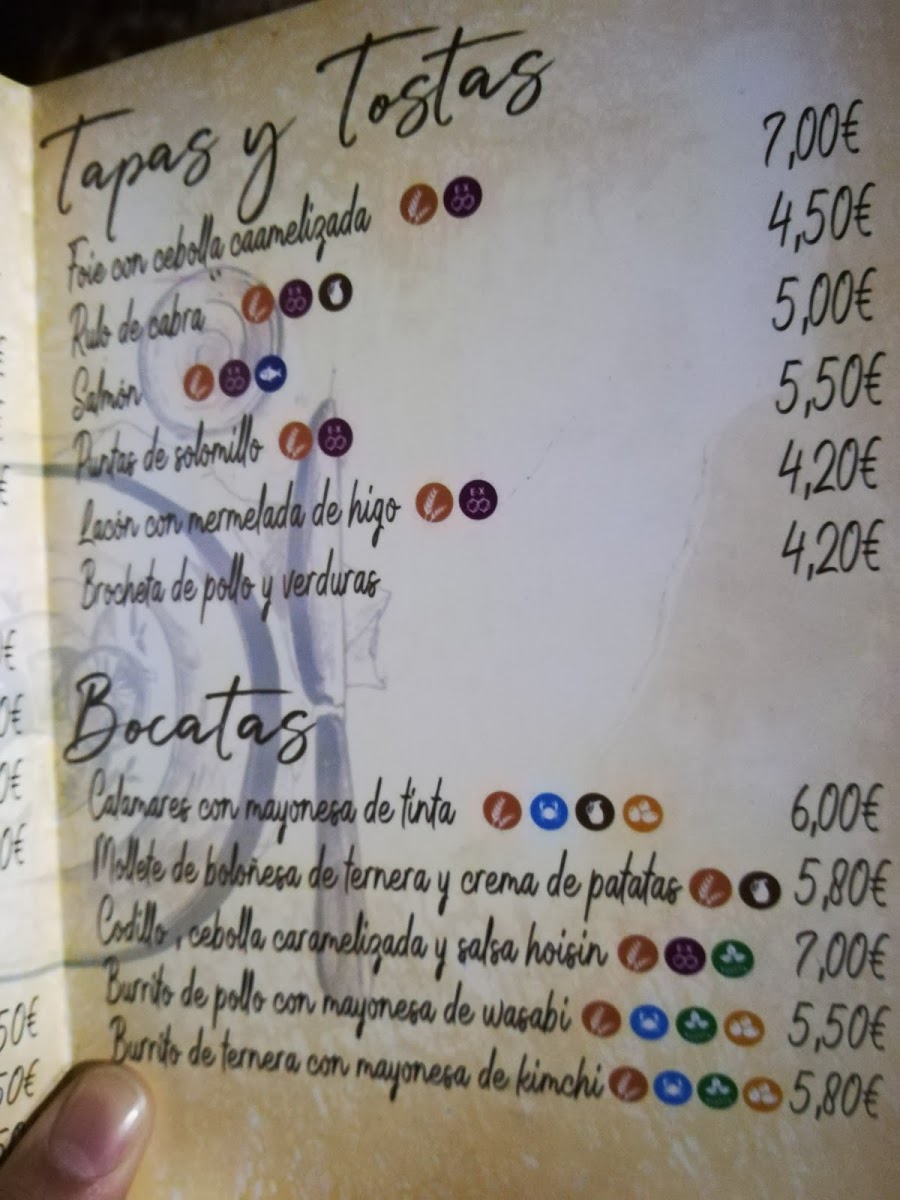 Tapas y Tostas
Foie con cebolla caamelizada E-X 7,00€
Rulo de cabra E-X 4,50€
Salmón E-X 5,00€
Puntas de solomillo E-X 5,50€
Lacón con mermelada de higo E-X 4,20€
Brocheta de pollo y verduras 4,20€
Bocatas
Calamares con mayonesa de tinta 6,00€
Mollete de boloñesa de ternera y crema de patatas 5,80€
Codillo, cebolla caramelizada y salsa hoisin E-X 7,00€
Burrito de pollo con mayonesa de wasabi 5,50€
Burrito de ternera con mayonesa de kimchi 5,80€